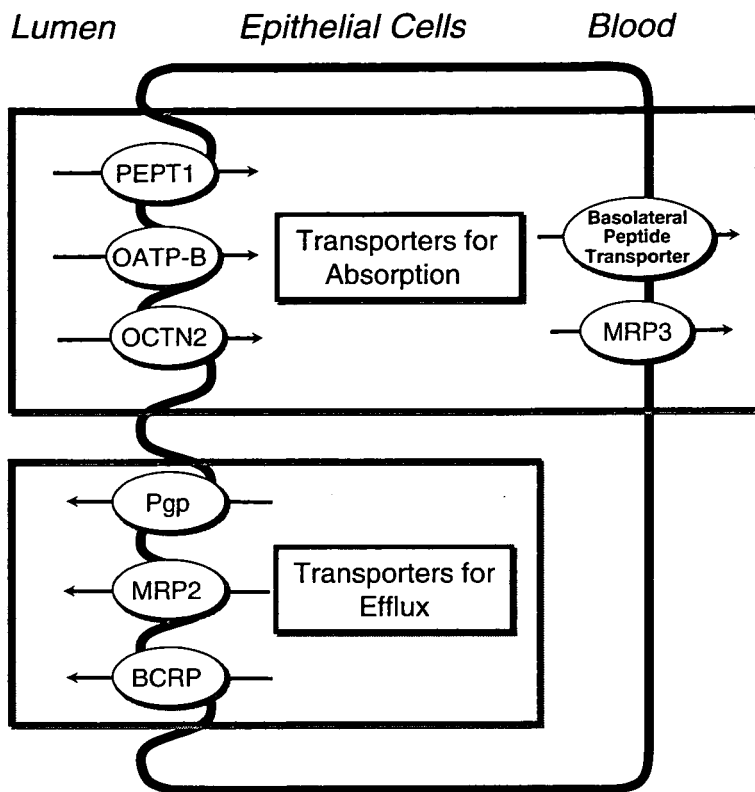 Lumen Epithelial Cells Blood
PEPT1
OATP-B
OCTN2
Transporters for
Absorption
Basolateral
Peptide
Transporter
MRP3
Pgp
MRP2
BCRP
Transporters for
Efflux